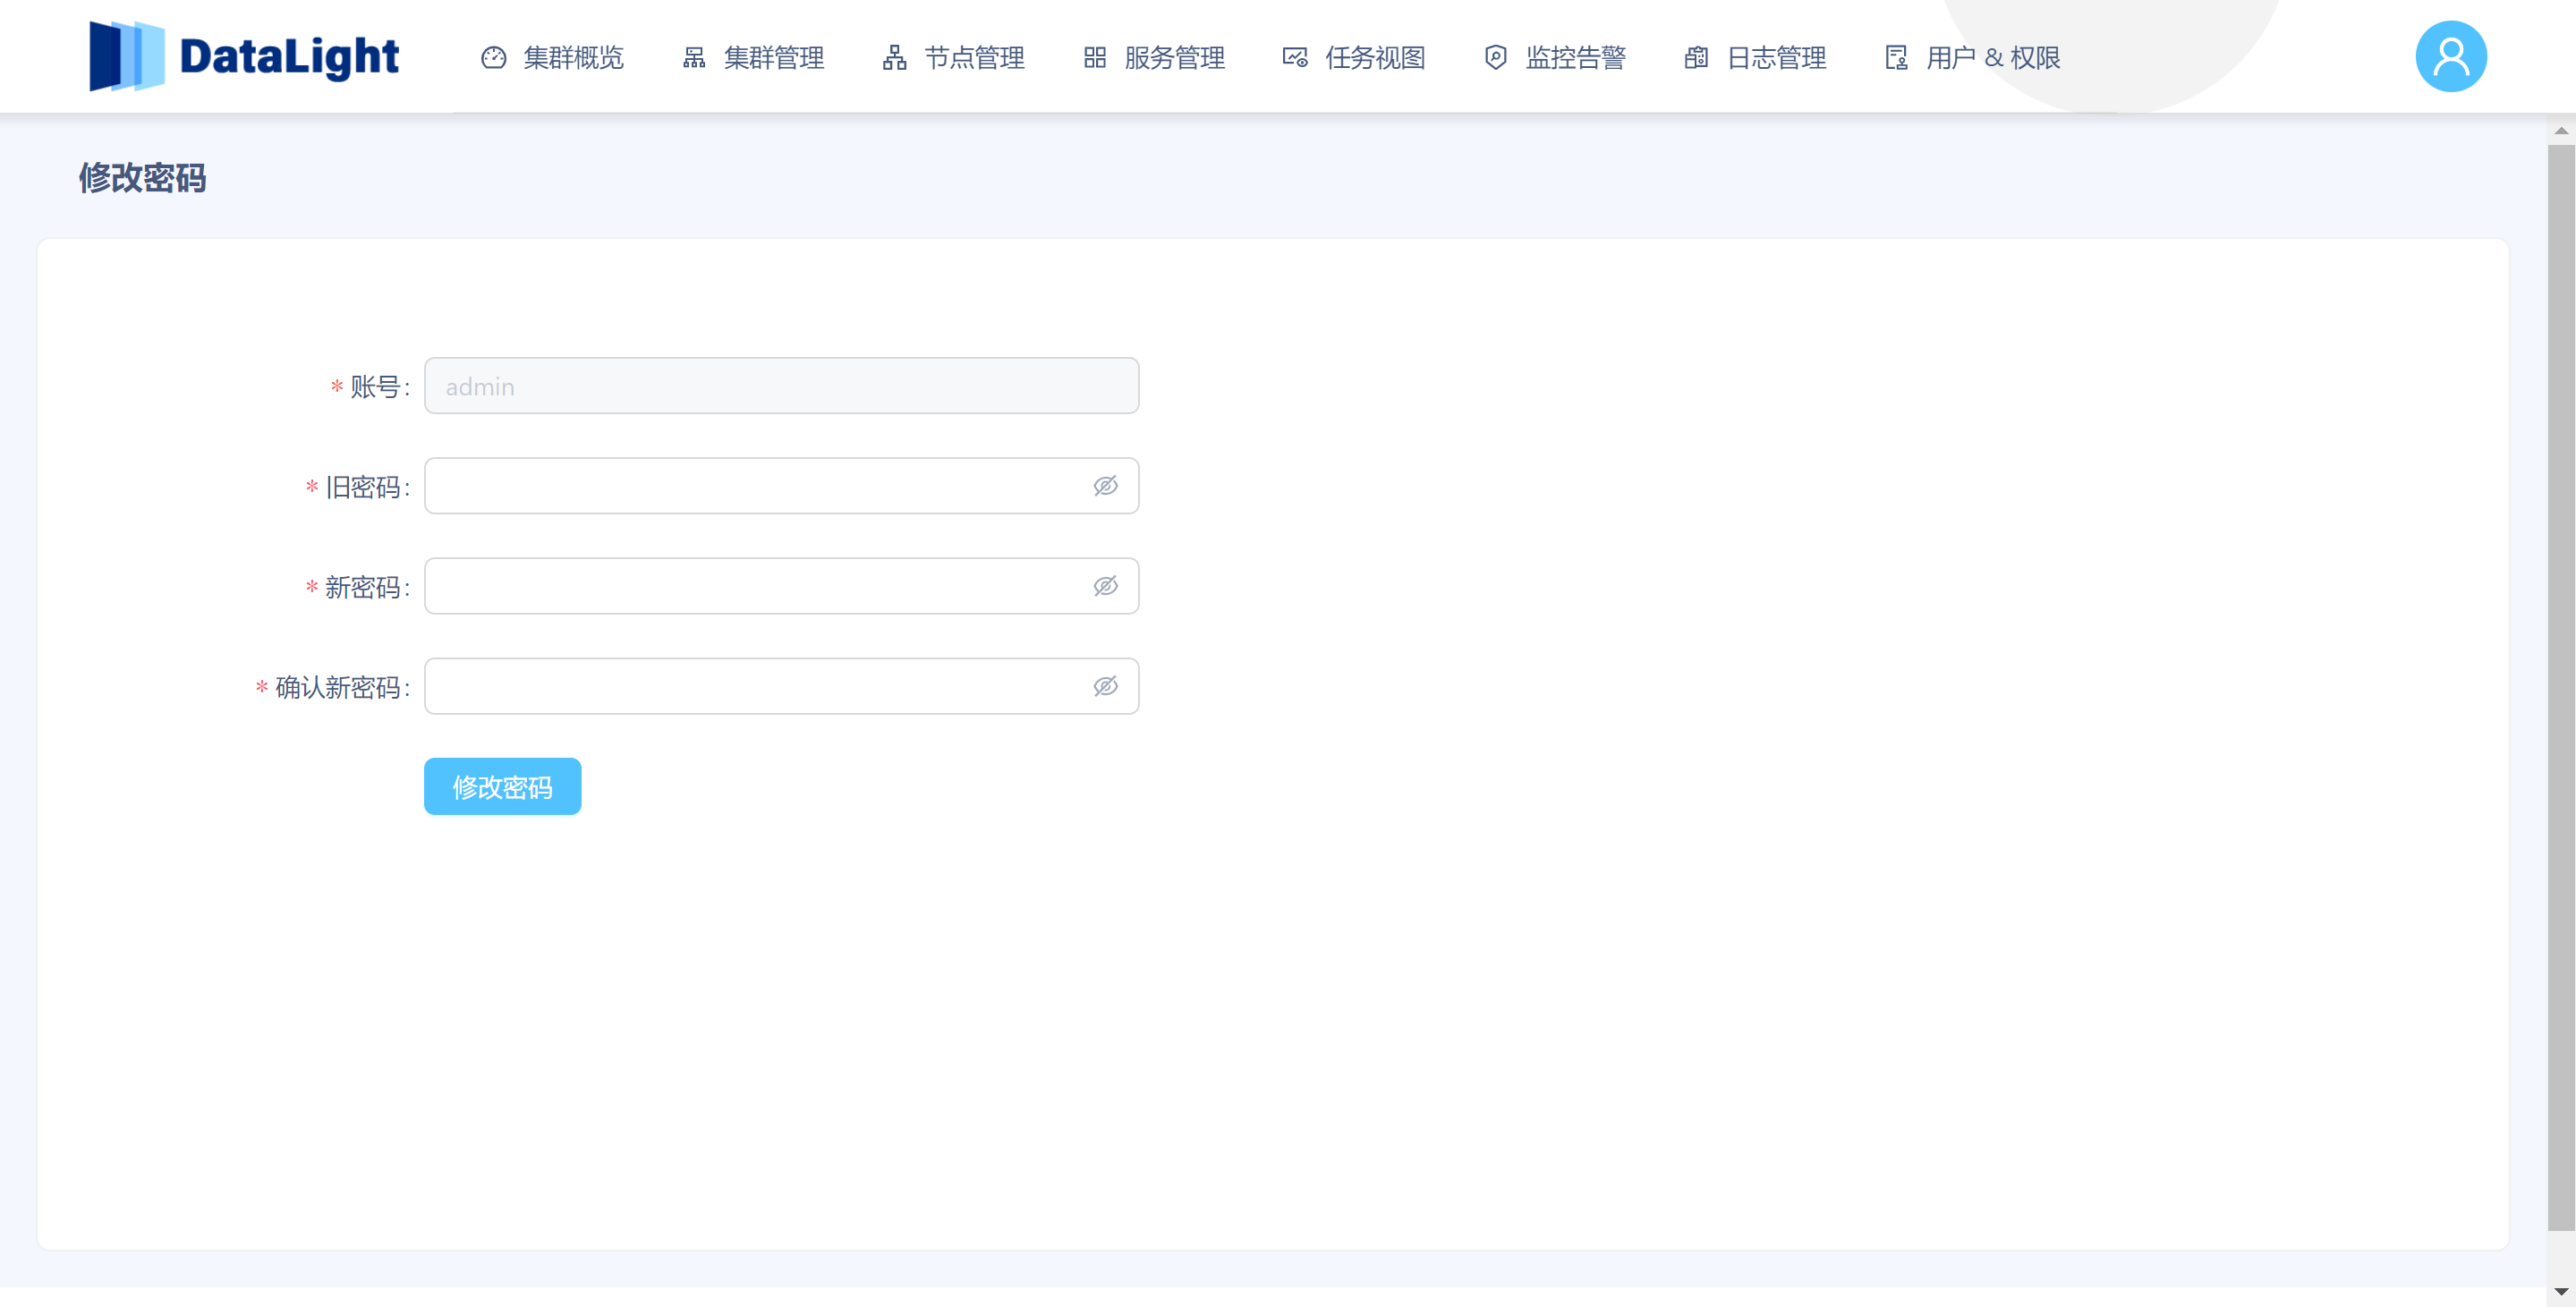 DataLight 集群概览 集群管理 节点管理 服务管理 任务视图 监控告警 日志管理 用户 & 权限
修改密码
* 账号: admin
* 旧密码:
* 新密码:
* 确认新密码:
修改密码